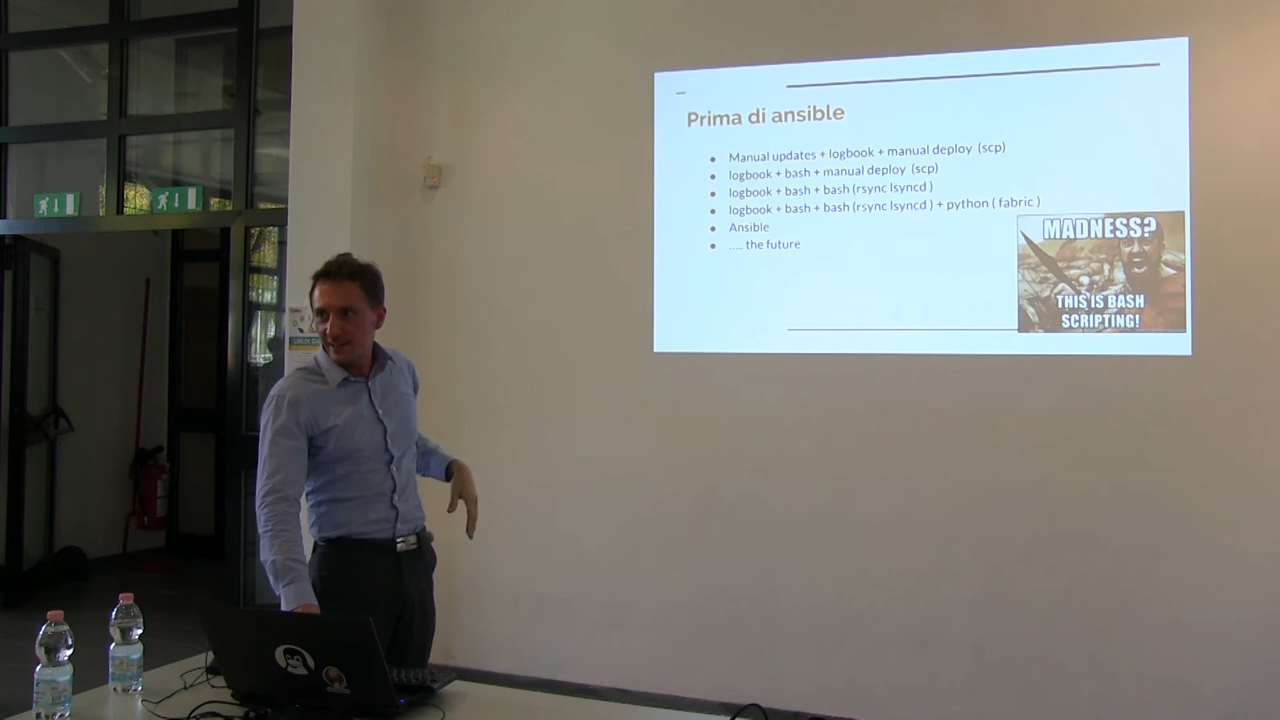 Prima di ansible
Manual updates + logbook + manual deploy (scp)
logbook + bash + manual deploy (scp)
logbook + bash + bash (rsync lsyncd )
logbook + bash + bash (rsync lsyncd ) + python ( fabric )
Ansible
..... the future
MADNESS?
THIS IS BASH
SCRIPTING!